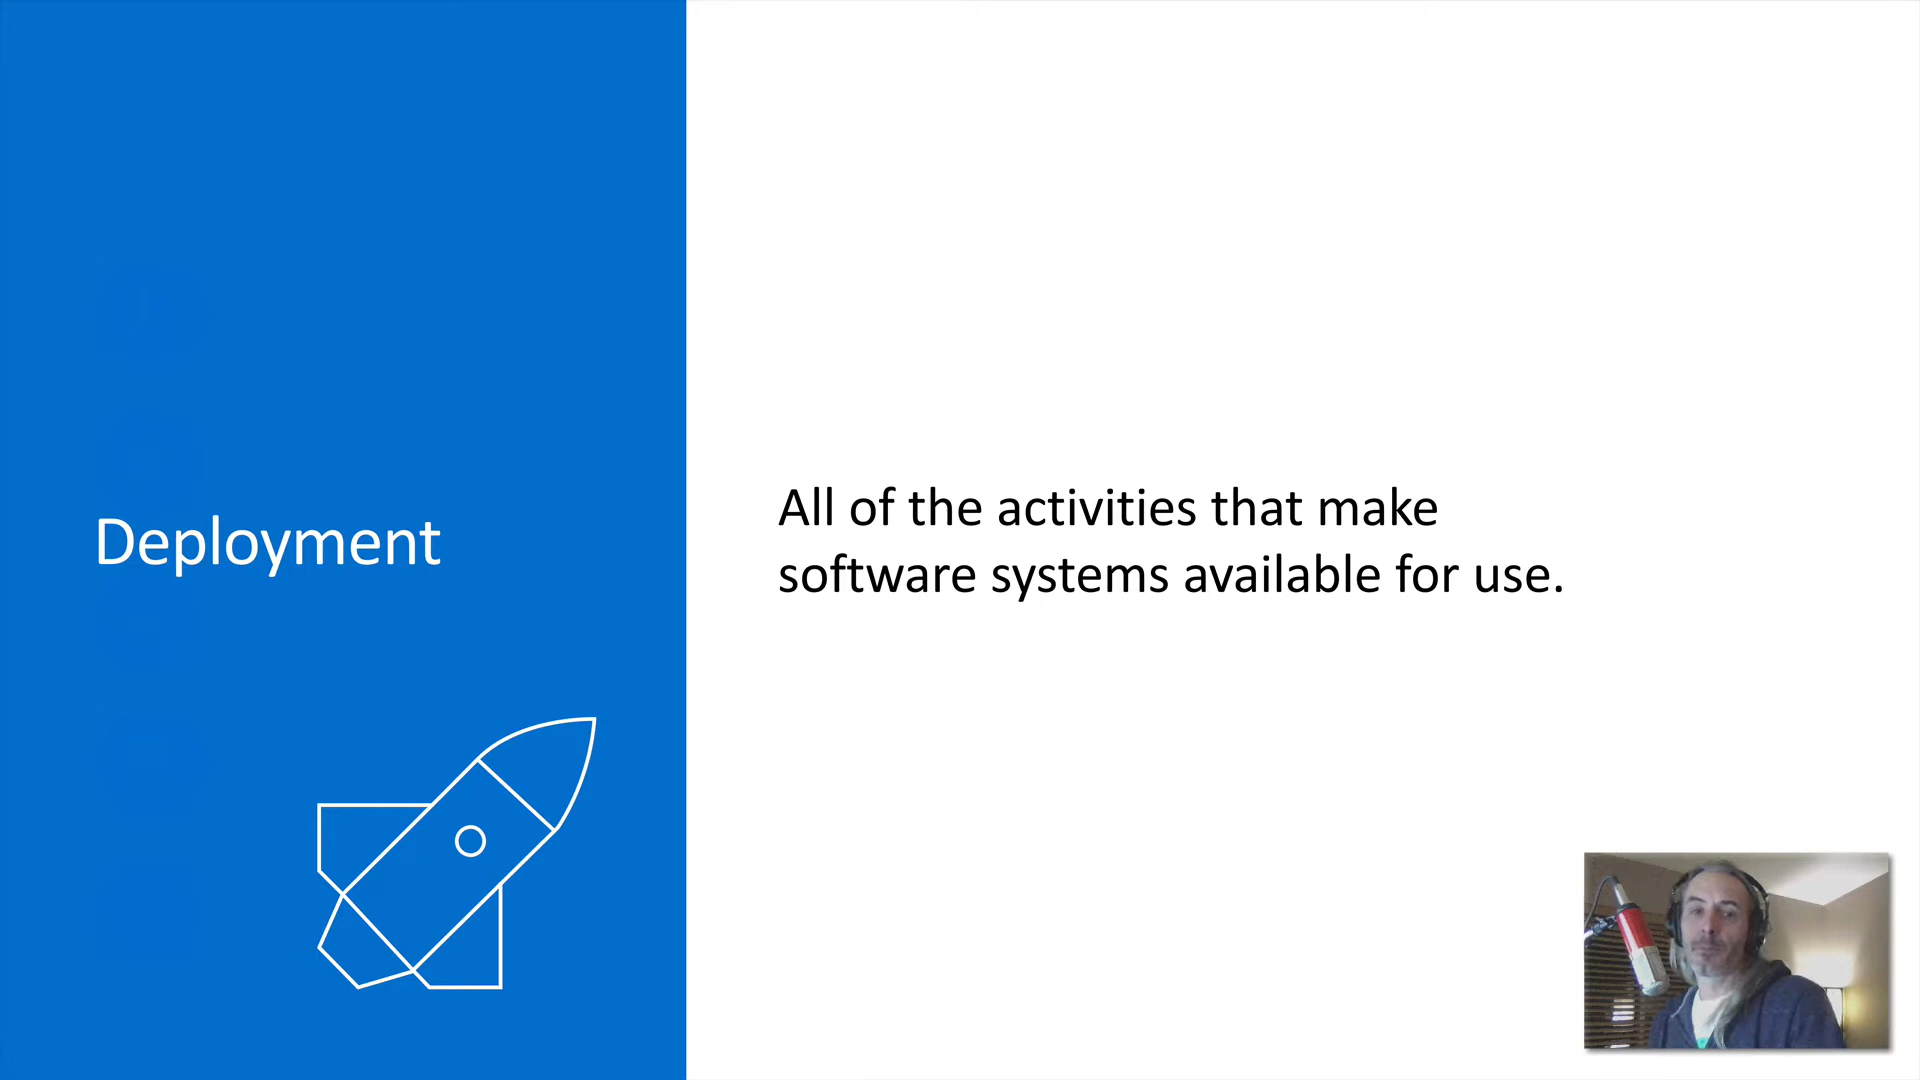 Deployment
All of the activities that make
software systems available for use.